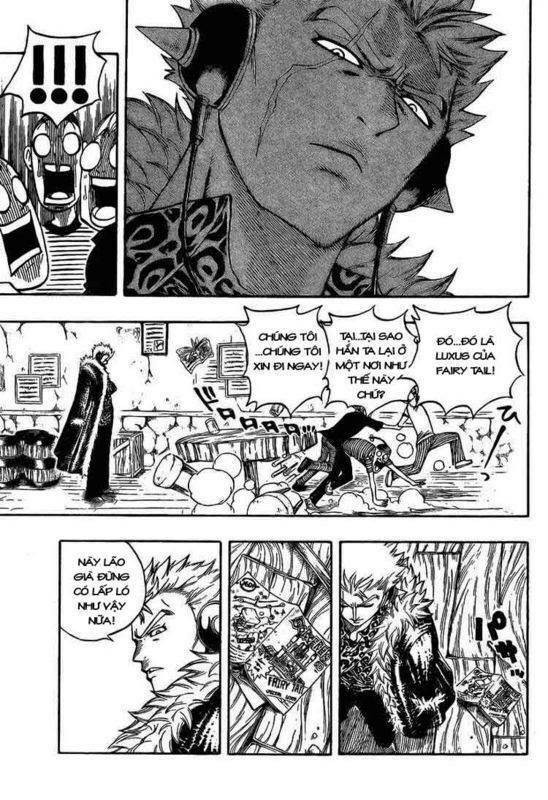 !!!
ĐÓ...ĐÓ LÀ
LUXUS CỦA
FAIRY TAIL!
TẠI...TẠI SAO
HẮN TA LẠI Ở
MỘT NƠI NHƯ
THẾ NÀY
CHỨ?
CHÚNG TÔI
...CHÚNG TÔI
XIN ĐI NGAY!
FAIRY TAIL
NÀY LÃO
GIÀ ĐỪNG
CÓ LẤP LÓ
NHƯ VẬY
NỮA!